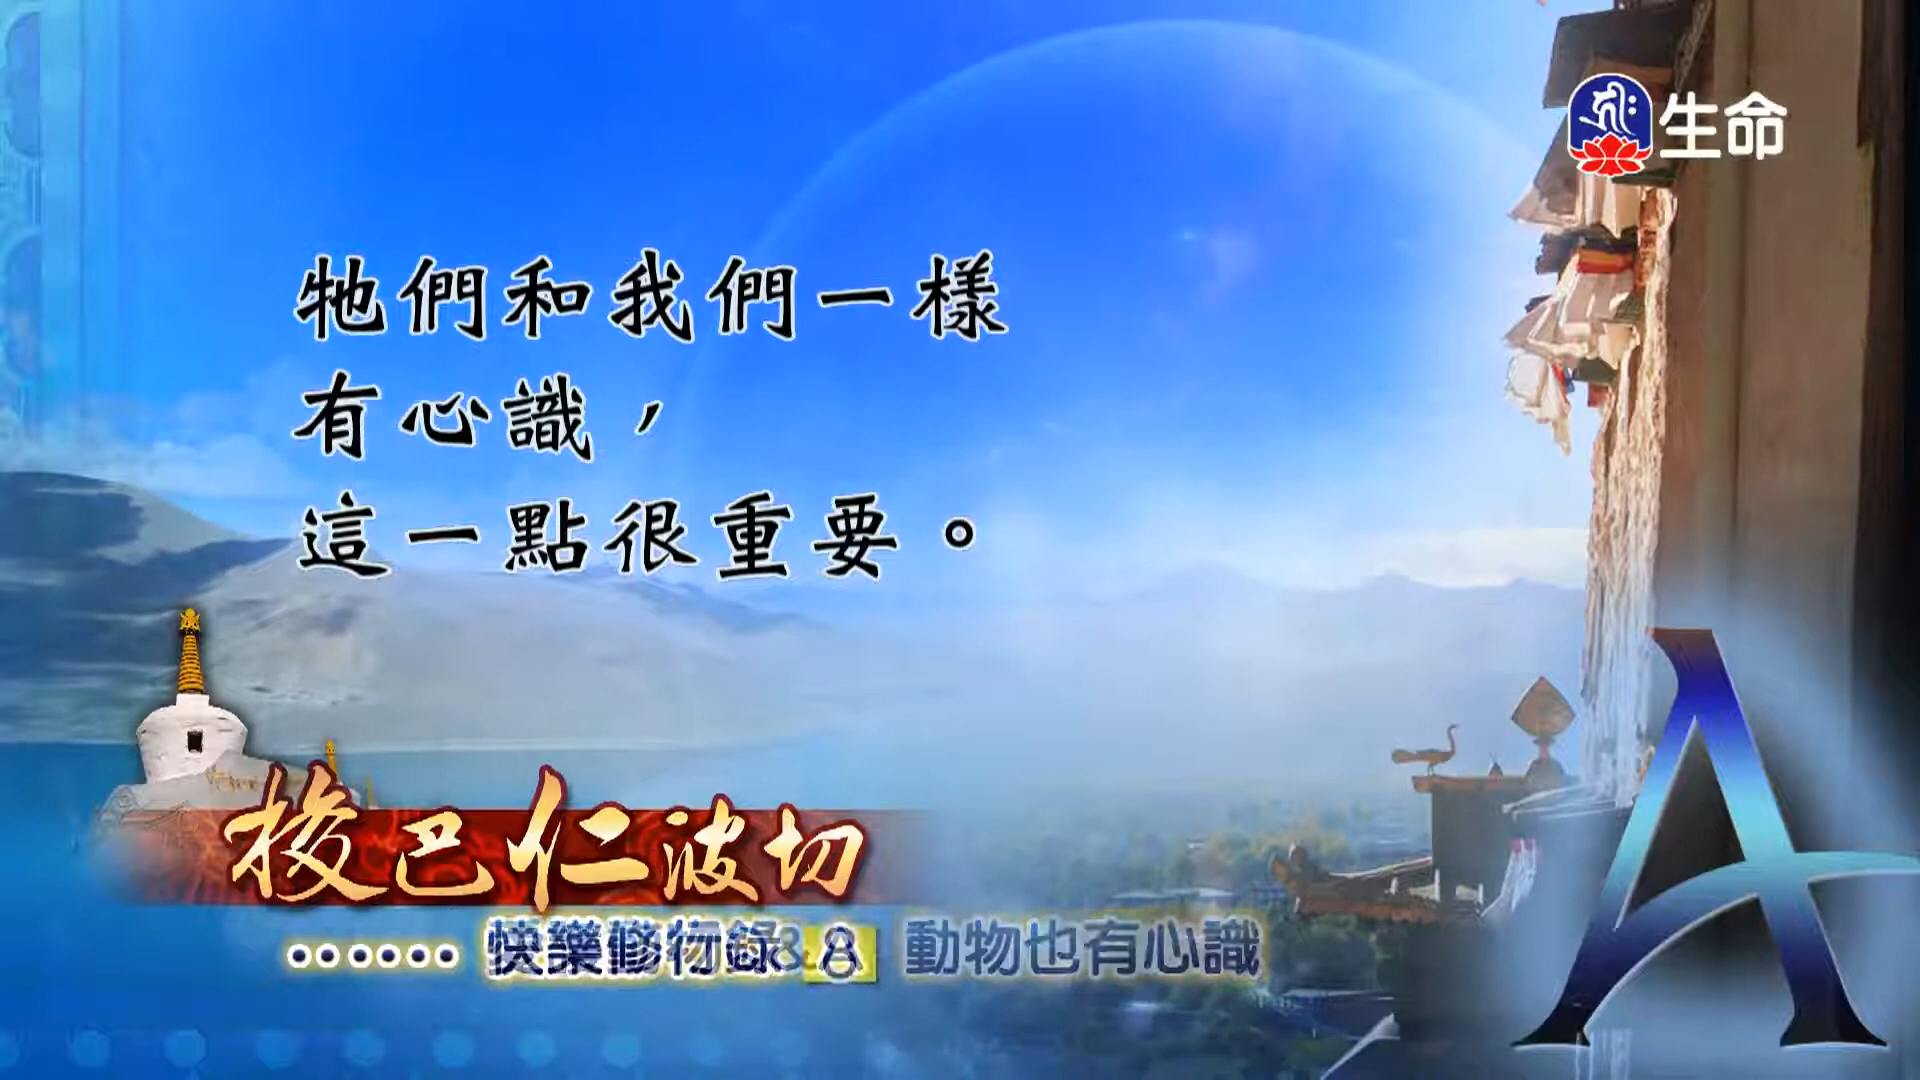 生命
牠們和我們一樣
有心識，
這一點很重要。
A
梭巴仁波切
動物也有心識